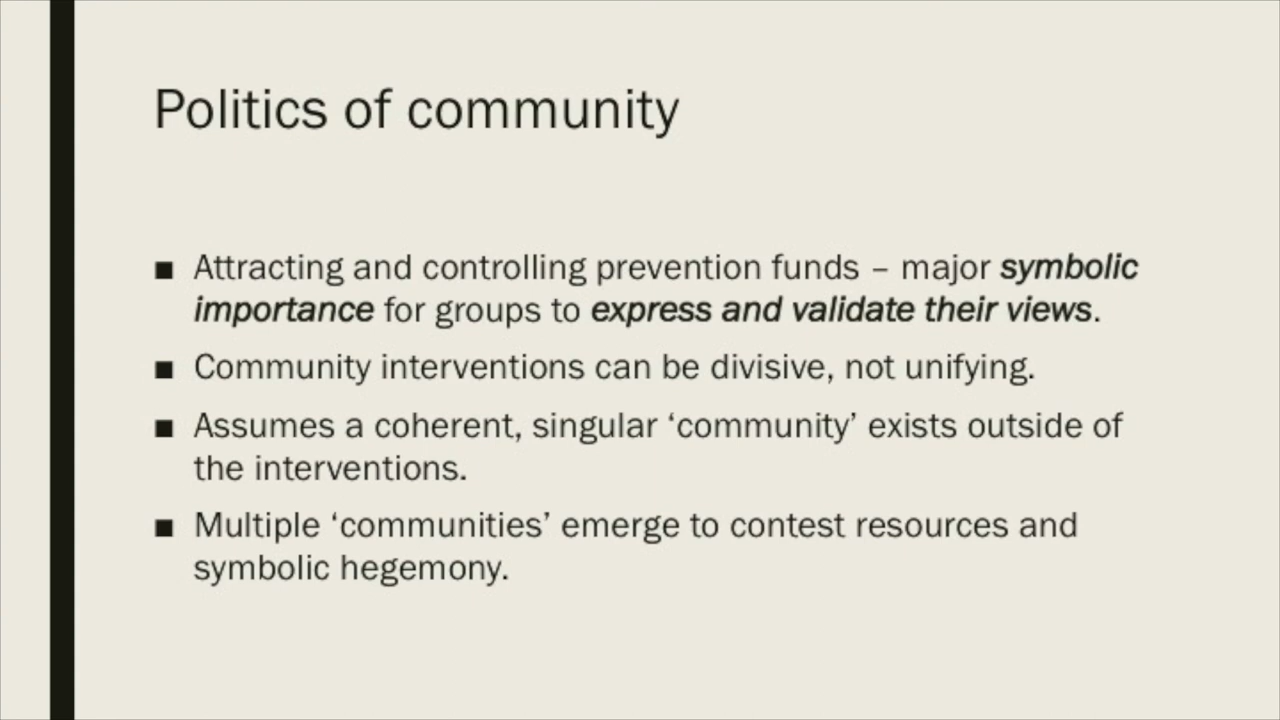 Politics of community
■ Attracting and controlling prevention funds – major symbolic
importance for groups to express and validate their views.
■ Community interventions can be divisive, not unifying.
■ Assumes a coherent, singular ‘community’ exists outside of
the interventions.
■ Multiple ‘communities’ emerge to contest resources and
symbolic hegemony.